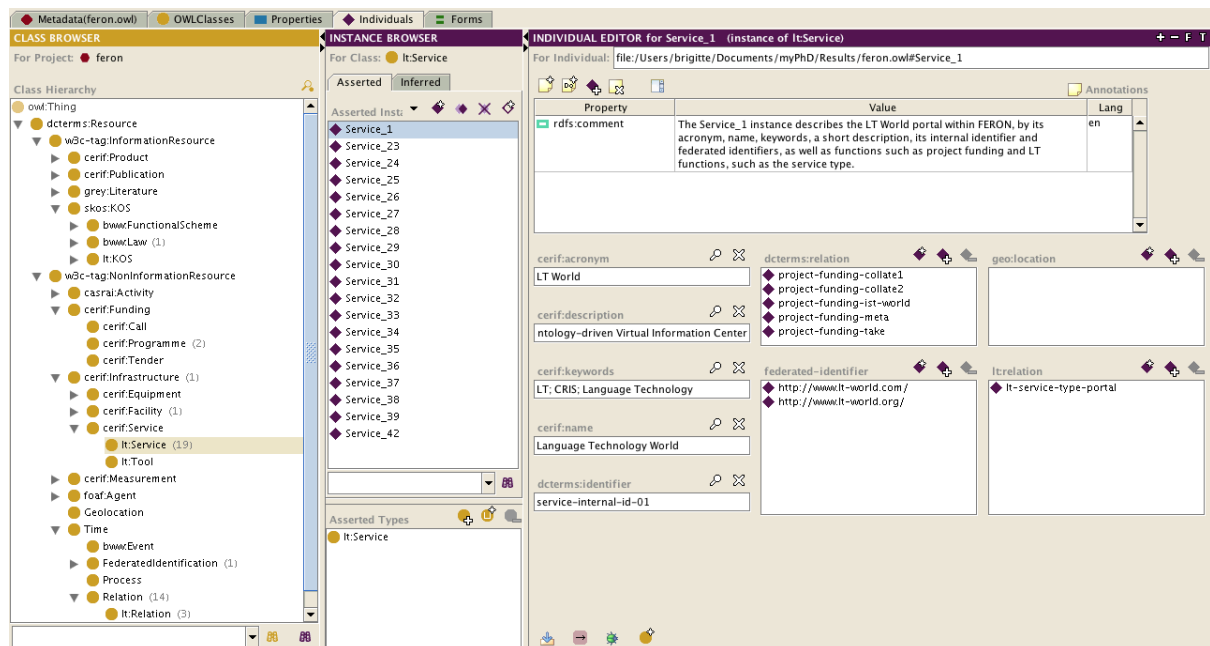 Metadata(feron.owl) OWLClasses Properties Individuals Forms
CLASS BROWSER
For Project: feron
Class Hierarchy
owl:Thing
dcterms:Resource
w3c-tag:InformationResource
cerif:Product
cerif:Publication
grey:Literature
skos:KOS
bww:FunctionalScheme
bww:Law (1)
lt:KOS
w3c-tag:NonInformationResource
casrai:Activity
cerif:Funding
cerif:Call
cerif:Programme (2)
cerif:Tender
cerif:Infrastructure (1)
cerif:Equipment
cerif:Facility (1)
cerif:Service
lt:Service (19)
lt:Tool
cerif:Measurement
foaf:Agent
Geolocation
Time
bww:Event
FederatedIdentification (1)
Process
Relation (14)
lt:Relation (3)
INSTANCE BROWSER
For Class: lt:Service
Asserted Inferred
Asserted Insta
Service_1
Service_23
Service_24
Service_25
Service_26
Service_27
Service_28
Service_29
Service_30
Service_31
Service_32
Service_33
Service_34
Service_35
Service_36
Service_37
Service_38
Service_39
Service_42
Asserted Types
lt:Service
INDIVIDUAL EDITOR for Service_1 (instance of lt:Service) + − F T
For Individual: file:/Users/brigitte/Documents/myPhD/Results/feron.owl#Service_1
Annotations
Property Value Lang
rdfs:comment The Service_1 instance describes the LT World portal within FERON, by its en
acronym, name, keywords, a short description, its internal identifier and
federated identifiers, as well as functions such as project funding and LT
functions, such as the service type.
cerif:acronym
LT World
cerif:description
ntology-driven Virtual Information Center
cerif:keywords
LT; CRIS; Language Technology
cerif:name
Language Technology World
dcterms:identifier
service-internal-id-01
dcterms:relation
project-funding-collate1
project-funding-collate2
project-funding-ist-world
project-funding-meta
project-funding-take
federated-identifier
http://www.lt-world.com/
http://www.lt-world.org/
geo:location
lt:relation
lt-service-type-portal